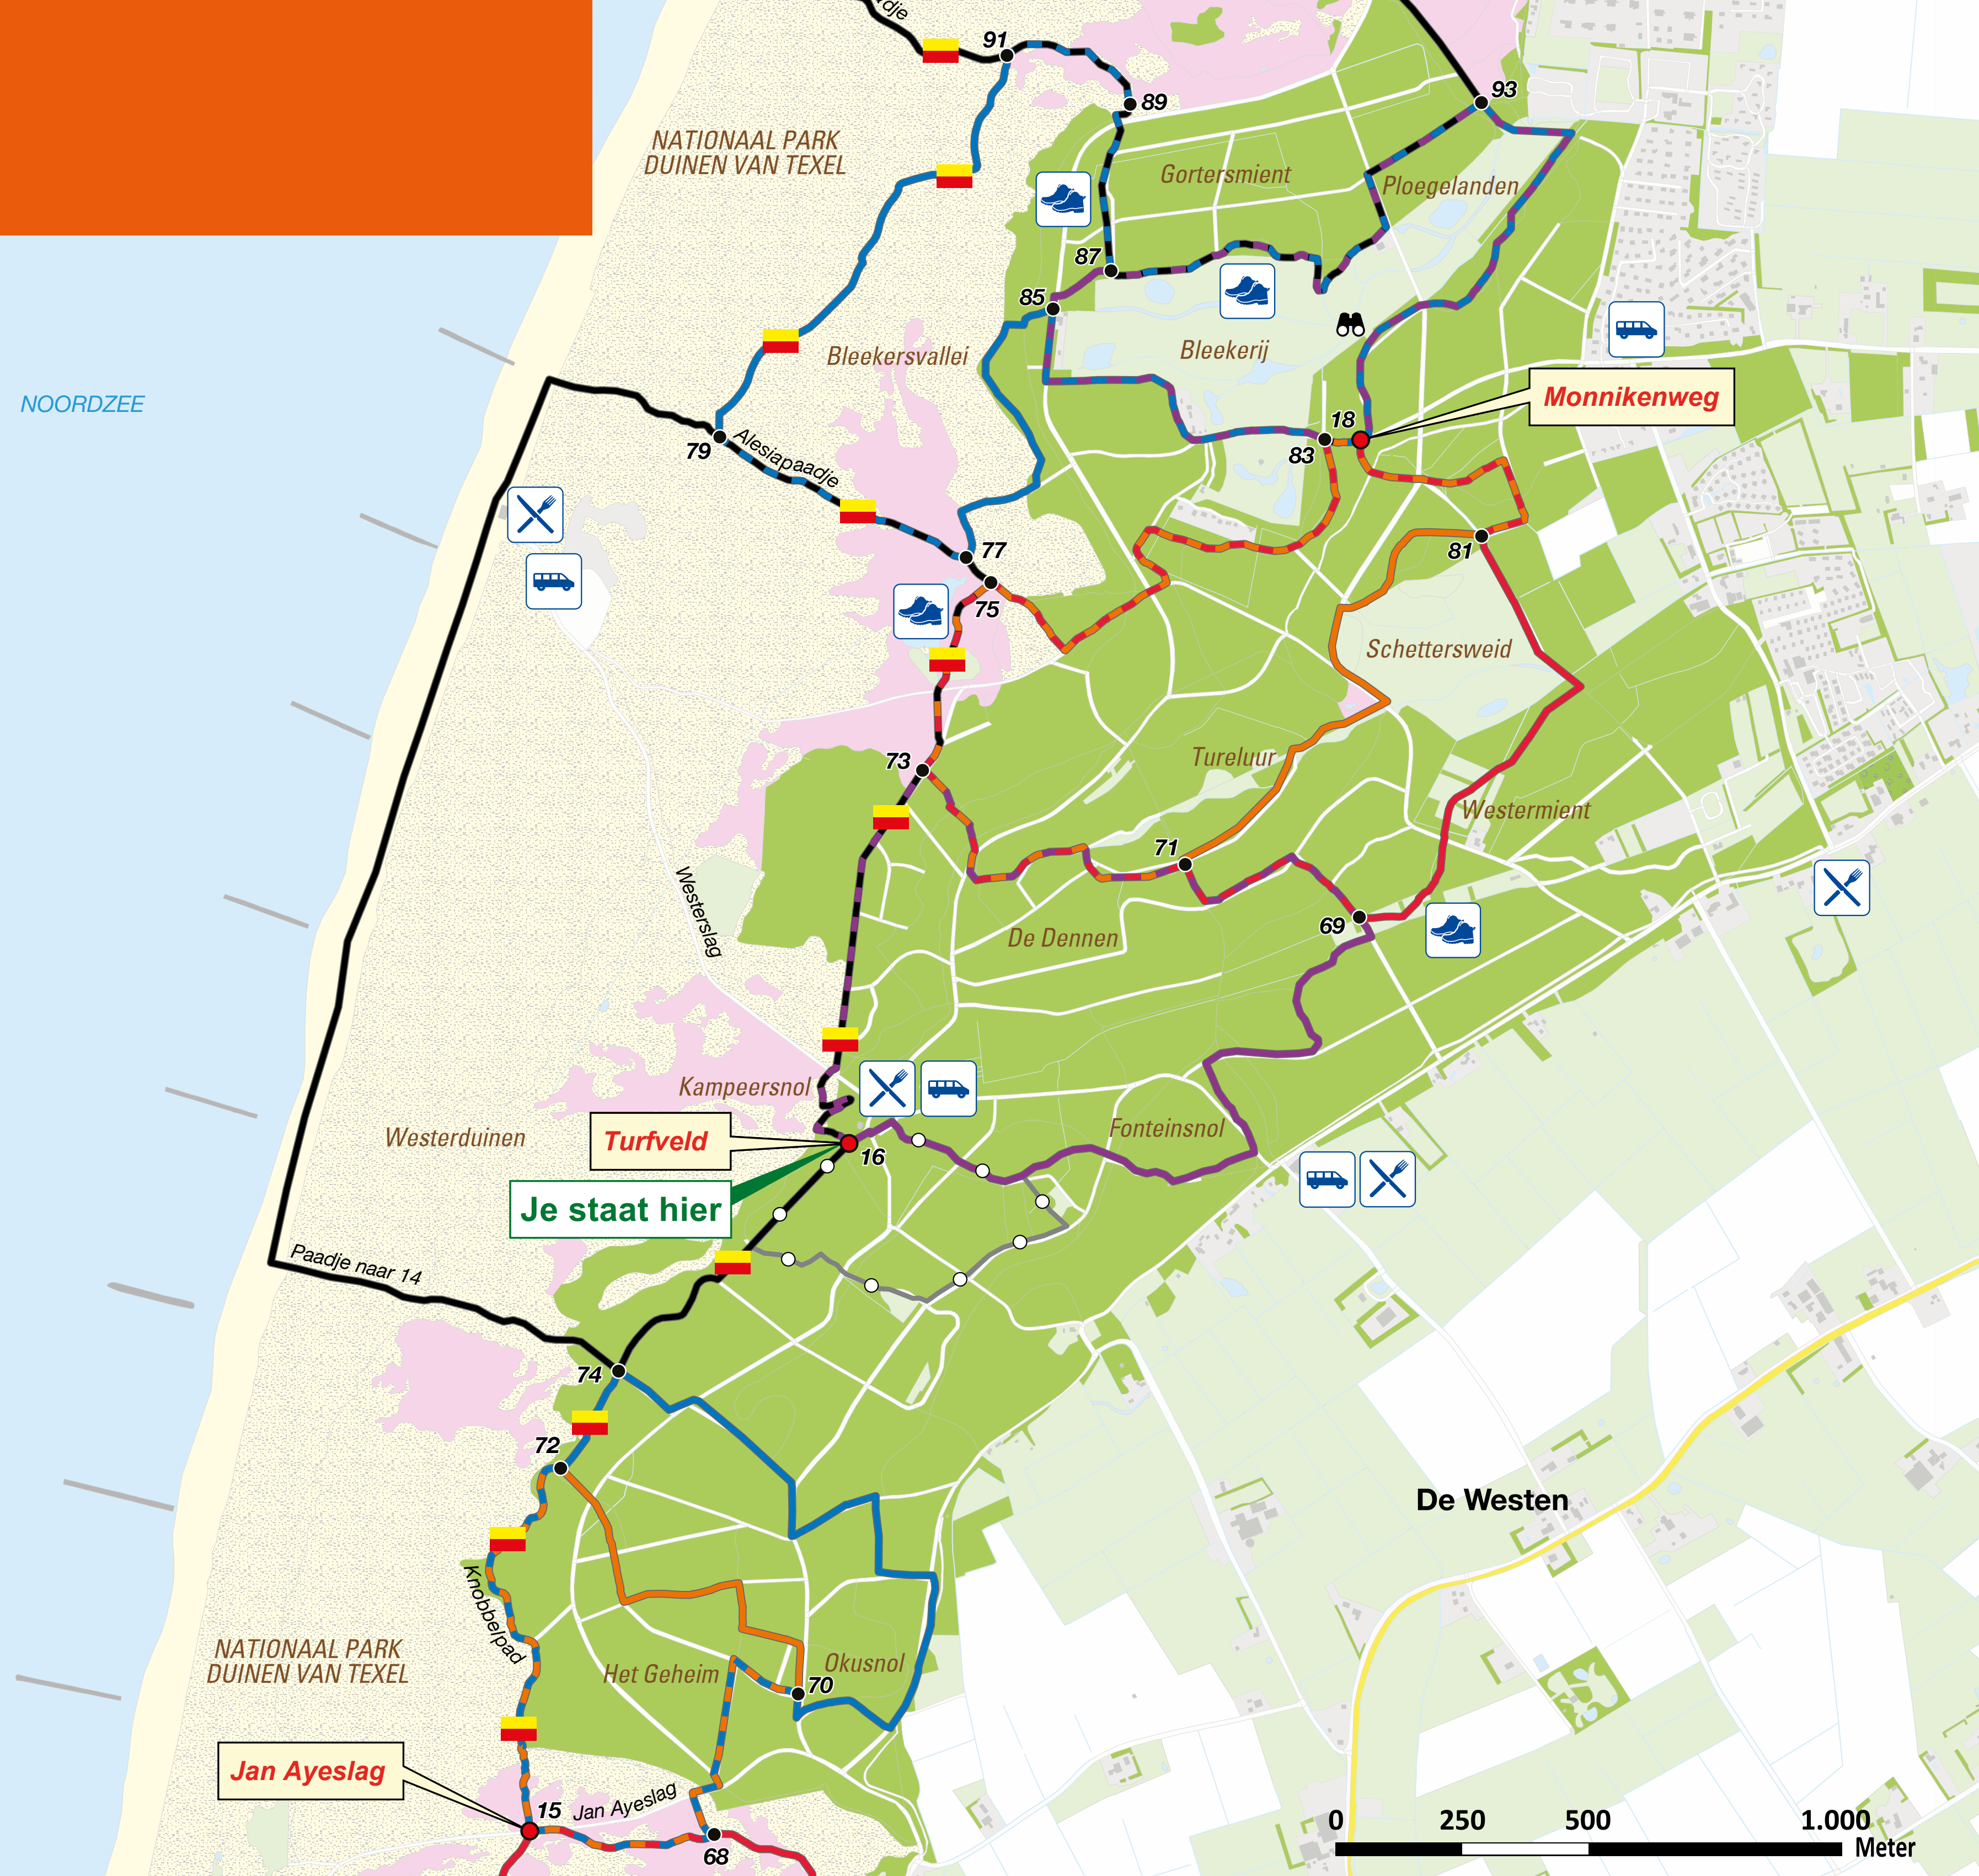 91
89
93
NATIONAAL PARK
DUINEN VAN TEXEL
Gortersmient
Ploegelanden
87
85
Bleekersvallei
Bleekerij
NOORDZEE
Monnikenweg
18
83
79
Alesiapaadje
77
81
75
Schettersweid
73
Tureluur
Westermient
71
Westerslag
69
De Dennen
Kampeersnol
Fonteinsnol
Westerduinen
Turfveld
16
Je staat hier
Paadje naar 14
74
72
De Westen
Knobbelpad
NATIONAAL PARK
DUINEN VAN TEXEL
Het Geheim
Okusnol
70
Jan Ayeslag
15
Jan Ayeslag
68
0 250 500 1.000
Meter